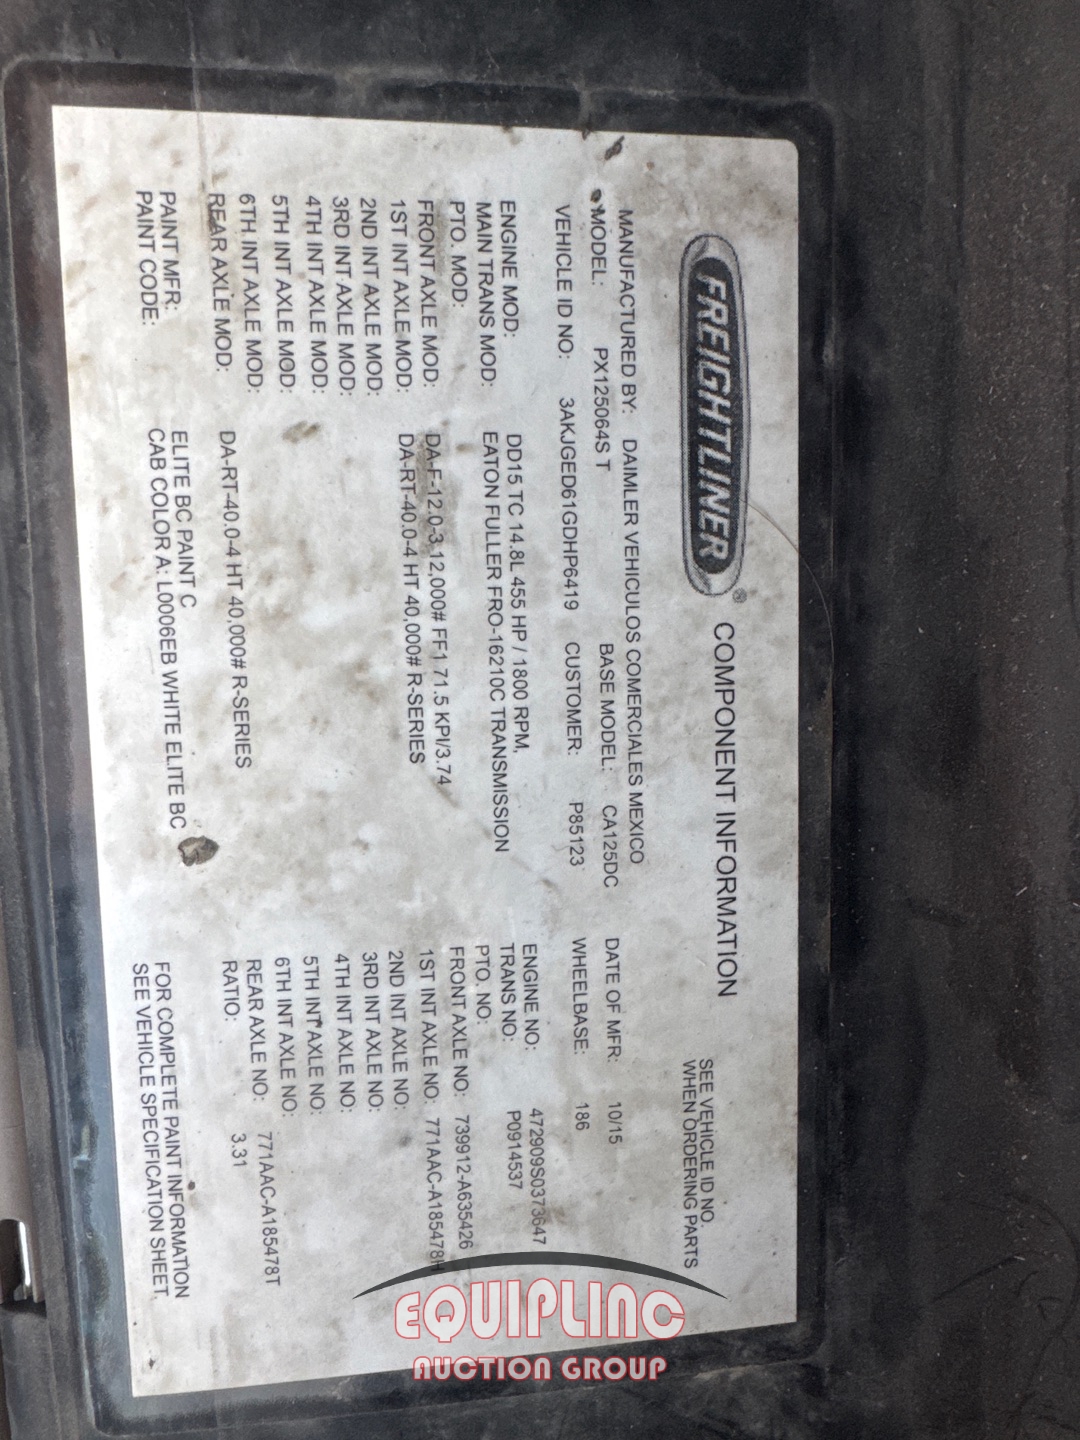 FREIGHTLINER® COMPONENT INFORMATION
SEE VEHICLE ID NO.
WHEN ORDERING PARTS
MANUFACTURED BY: DAIMLER VEHICULOS COMERCIALES MEXICO
MODEL: PX125064S T BASE MODEL: CA125DC DATE OF MFR: 10/15
VEHICLE ID NO: 3AKJGED61GDHP6419 CUSTOMER: P85123 WHEELBASE: 186
ENGINE MOD: DD15 TC 14.8L 455 HP / 1800 RPM, ENGINE NO: 472909S0373647
MAIN TRANS MOD: EATON FULLER FRO-16210C TRANSMISSION TRANS NO: P0914537
PTO. MOD: PTO. NO:
FRONT AXLE MOD: DA-F-12.0-3 12,000# FF1 71.5 KPI/3.74 FRONT AXLE NO: 739912-A635426
1ST INT AXLE MOD: DA-RT-40.0-4 HT 40,000# R-SERIES 1ST INT AXLE NO: 771AAC-A185478H
2ND INT AXLE MOD: 2ND INT AXLE NO:
3RD INT AXLE MOD: 3RD INT AXLE NO:
4TH INT AXLE MOD: 4TH INT AXLE NO:
5TH INT AXLE MOD: 5TH INT AXLE NO:
6TH INT AXLE MOD: 6TH INT AXLE NO:
REAR AXLE MOD: DA-RT-40.0-4 HT 40,000# R-SERIES REAR AXLE NO: 771AAC-A185478T
RATIO: 3.31
PAINT MFR: ELITE BC PAINT C
PAINT CODE: CAB COLOR A: L0006EB WHITE ELITE BC
FOR COMPLETE PAINT INFORMATION
SEE VEHICLE SPECIFICATION SHEET.
EQUIPLINC
AUCTION GROUP